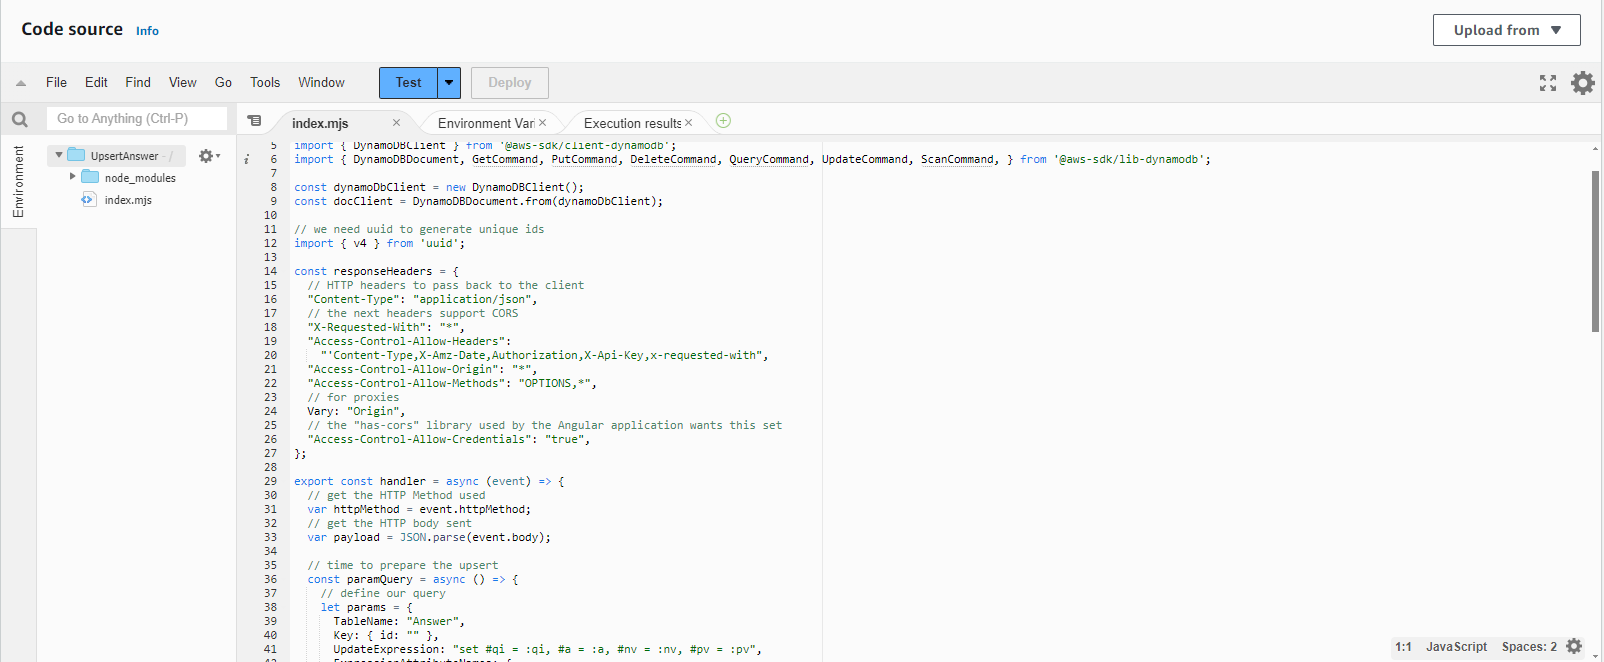 Code source Info
Upload from
File Edit Find View Go Tools Window Test Deploy
Go to Anything (Ctrl-P)
index.mjs Environment Vari Execution results
Environment
UpsertAnswer - /
node_modules
index.mjs
5 import { DynamoDBClient } from '@aws-sdk/client-dynamodb';
6 import { DynamoDBDocument, GetCommand, PutCommand, DeleteCommand, QueryCommand, UpdateCommand, ScanCommand, } from '@aws-sdk/lib-dynamodb';
7
8 const dynamoDbClient = new DynamoDBClient();
9 const docClient = DynamoDBDocument.from(dynamoDbClient);
10
11 // we need uuid to generate unique ids
12 import { v4 } from 'uuid';
13
14 const responseHeaders = {
15 // HTTP headers to pass back to the client
16 "Content-Type": "application/json",
17 // the next headers support CORS
18 "X-Requested-With": "*",
19 "Access-Control-Allow-Headers":
20 "'Content-Type,X-Amz-Date,Authorization,X-Api-Key,x-requested-with",
21 "Access-Control-Allow-Origin": "*",
22 "Access-Control-Allow-Methods": "OPTIONS,*",
23 // for proxies
24 Vary: "Origin",
25 // the "has-cors" library used by the Angular application wants this set
26 "Access-Control-Allow-Credentials": "true",
27 };
28
29 export const handler = async (event) => {
30 // get the HTTP Method used
31 var httpMethod = event.httpMethod;
32 // get the HTTP body sent
33 var payload = JSON.parse(event.body);
34
35 // time to prepare the upsert
36 const paramQuery = async () => {
37 // define our query
38 let params = {
39 TableName: "Answer",
40 Key: { id: "" },
41 UpdateExpression: "set #qi = :qi, #a = :a, #nv = :nv, #pv = :pv",
42 ExpressionAttributeNames: {
1:1 JavaScript Spaces: 2